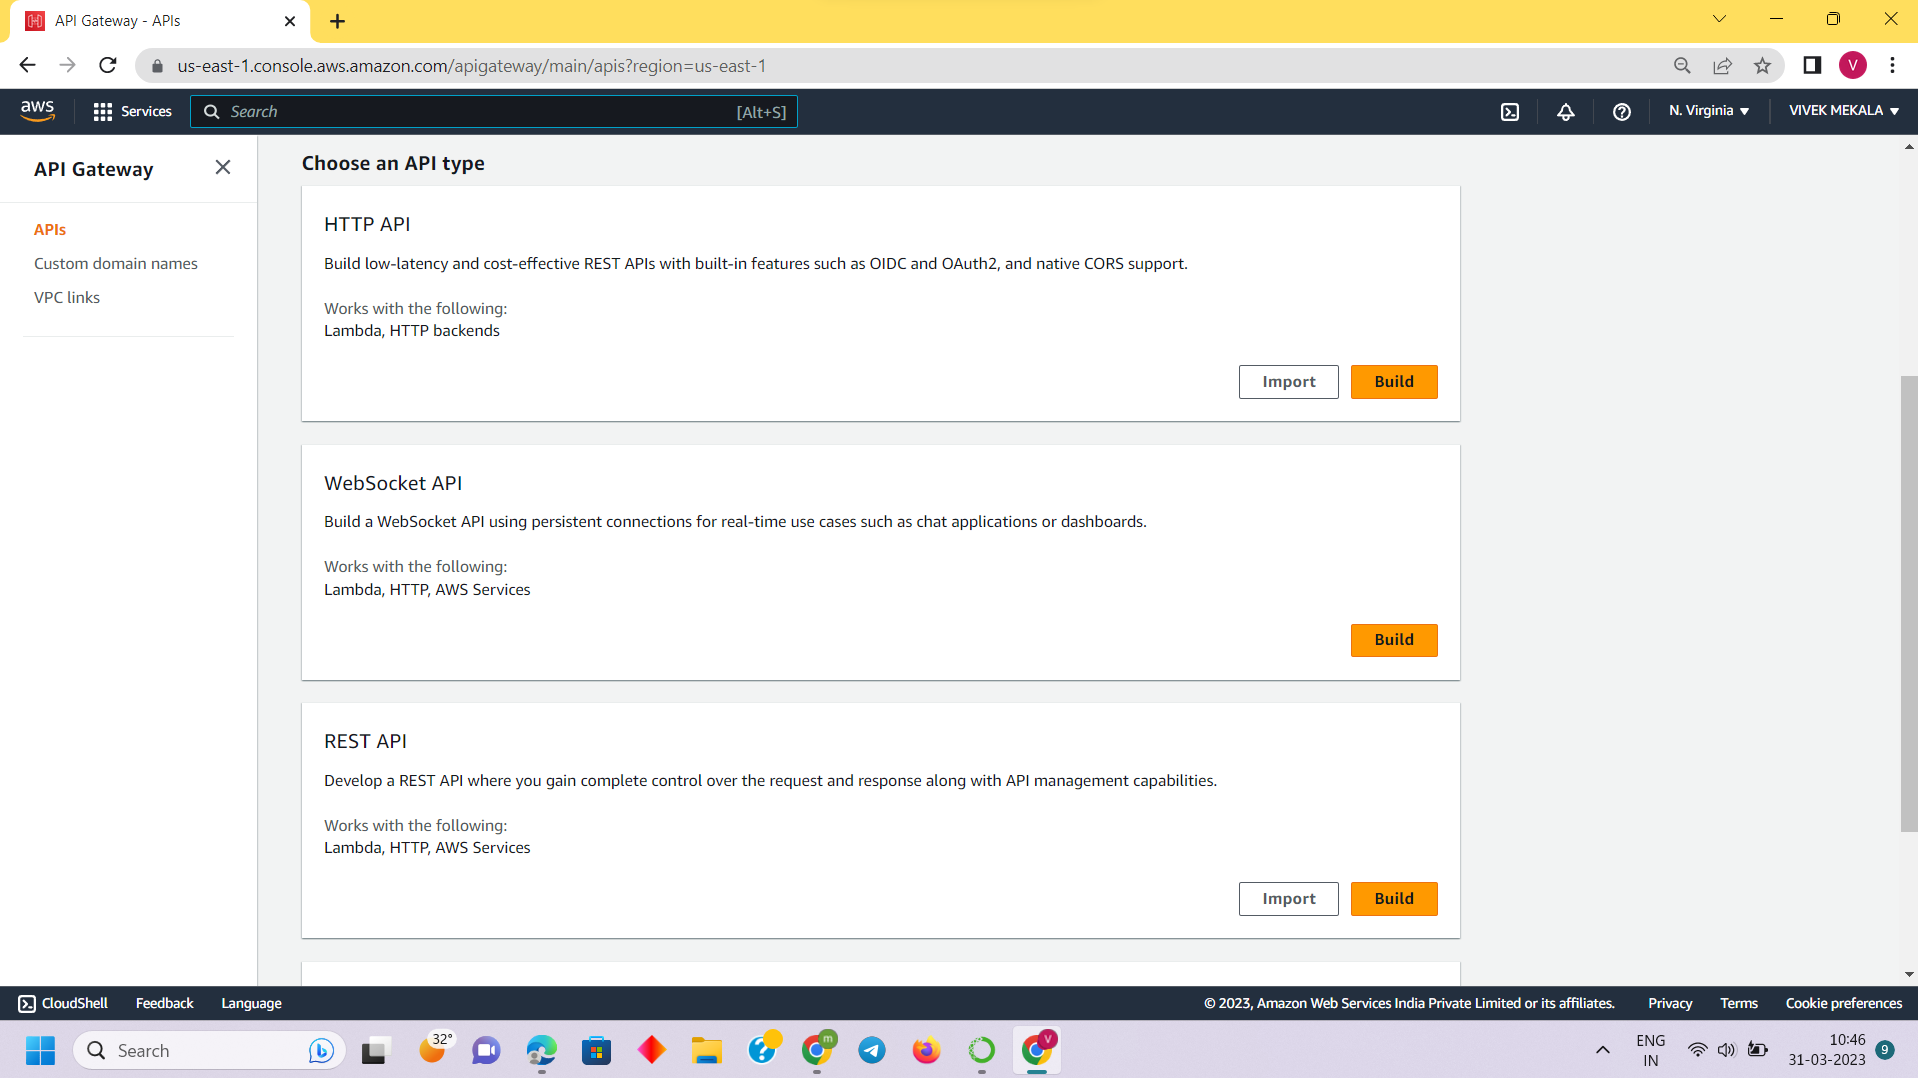 API Gateway - APIs
us-east-1.console.aws.amazon.com/apigateway/main/apis?region=us-east-1
V
aws
Services
Search
[Alt+S]
N. Virginia
VIVEK MEKALA
API Gateway
APIs
Custom domain names
VPC links
Choose an API type
HTTP API
Build low-latency and cost-effective REST APIs with built-in features such as OIDC and OAuth2, and native CORS support.
Works with the following:
Lambda, HTTP backends
Import
Build
WebSocket API
Build a WebSocket API using persistent connections for real-time use cases such as chat applications or dashboards.
Works with the following:
Lambda, HTTP, AWS Services
Build
REST API
Develop a REST API where you gain complete control over the request and response along with API management capabilities.
Works with the following:
Lambda, HTTP, AWS Services
Import
Build
CloudShell
Feedback
Language
© 2023, Amazon Web Services India Private Limited or its affiliates.
Privacy
Terms
Cookie preferences
Search
32°
m
V
ENG
IN
10:46
31-03-2023
9